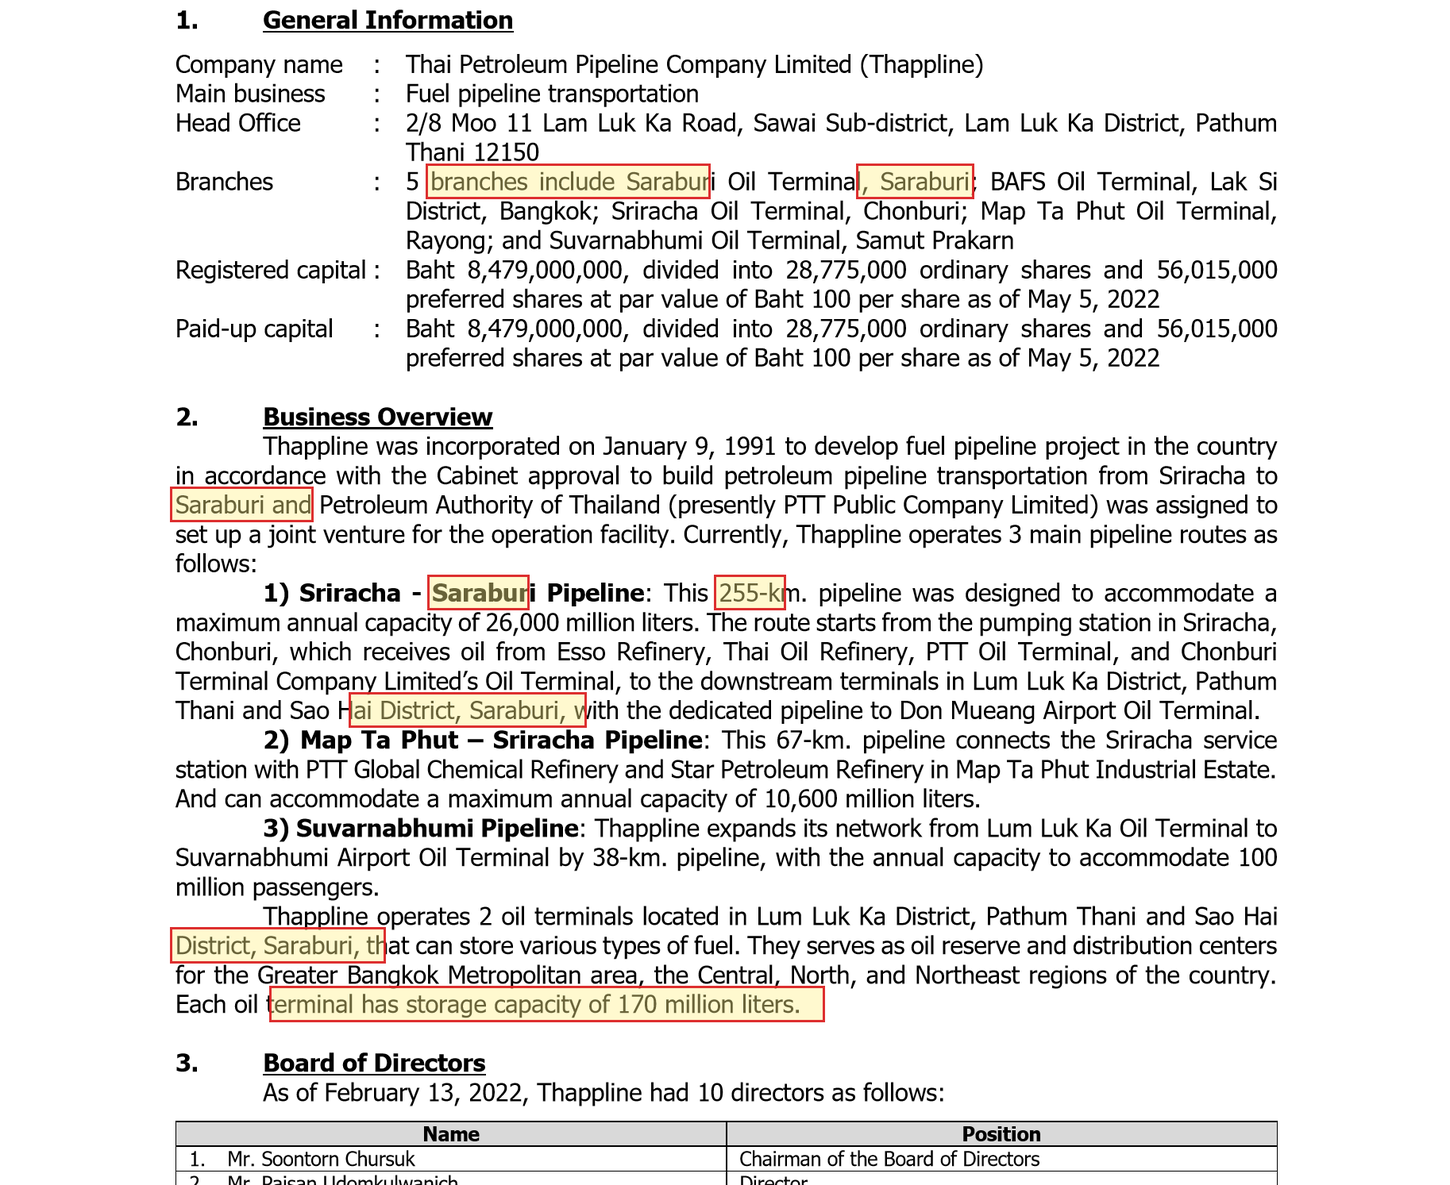 1. General Information
Company name : Thai Petroleum Pipeline Company Limited (Thappline)
Main business : Fuel pipeline transportation
Head Office : 2/8 Moo 11 Lam Luk Ka Road, Sawai Sub-district, Lam Luk Ka District, Pathum
Thani 12150
Branches : 5 branches include Saraburi Oil Terminal, Saraburi; BAFS Oil Terminal, Lak Si
District, Bangkok; Sriracha Oil Terminal, Chonburi; Map Ta Phut Oil Terminal,
Rayong; and Suvarnabhumi Oil Terminal, Samut Prakarn
Registered capital : Baht 8,479,000,000, divided into 28,775,000 ordinary shares and 56,015,000
preferred shares at par value of Baht 100 per share as of May 5, 2022
Paid-up capital : Baht 8,479,000,000, divided into 28,775,000 ordinary shares and 56,015,000
preferred shares at par value of Baht 100 per share as of May 5, 2022
2. Business Overview
Thappline was incorporated on January 9, 1991 to develop fuel pipeline project in the country
in accordance with the Cabinet approval to build petroleum pipeline transportation from Sriracha to
Saraburi and Petroleum Authority of Thailand (presently PTT Public Company Limited) was assigned to
set up a joint venture for the operation facility. Currently, Thappline operates 3 main pipeline routes as
follows:
1) Sriracha - Saraburi Pipeline: This 255-km. pipeline was designed to accommodate a
maximum annual capacity of 26,000 million liters. The route starts from the pumping station in Sriracha,
Chonburi, which receives oil from Esso Refinery, Thai Oil Refinery, PTT Oil Terminal, and Chonburi
Terminal Company Limited's Oil Terminal, to the downstream terminals in Lum Luk Ka District, Pathum
Thani and Sao Hai District, Saraburi, with the dedicated pipeline to Don Mueang Airport Oil Terminal.
2) Map Ta Phut – Sriracha Pipeline: This 67-km. pipeline connects the Sriracha service
station with PTT Global Chemical Refinery and Star Petroleum Refinery in Map Ta Phut Industrial Estate.
And can accommodate a maximum annual capacity of 10,600 million liters.
3) Suvarnabhumi Pipeline: Thappline expands its network from Lum Luk Ka Oil Terminal to
Suvarnabhumi Airport Oil Terminal by 38-km. pipeline, with the annual capacity to accommodate 100
million passengers.
Thappline operates 2 oil terminals located in Lum Luk Ka District, Pathum Thani and Sao Hai
District, Saraburi, that can store various types of fuel. They serves as oil reserve and distribution centers
for the Greater Bangkok Metropolitan area, the Central, North, and Northeast regions of the country.
Each oil terminal has storage capacity of 170 million liters.
3. Board of Directors
As of February 13, 2022, Thappline had 10 directors as follows:
Name Position
1. Mr. Soontorn Chursuk Chairman of the Board of Directors
2. Mr. Paisan Udomkulwanich Director